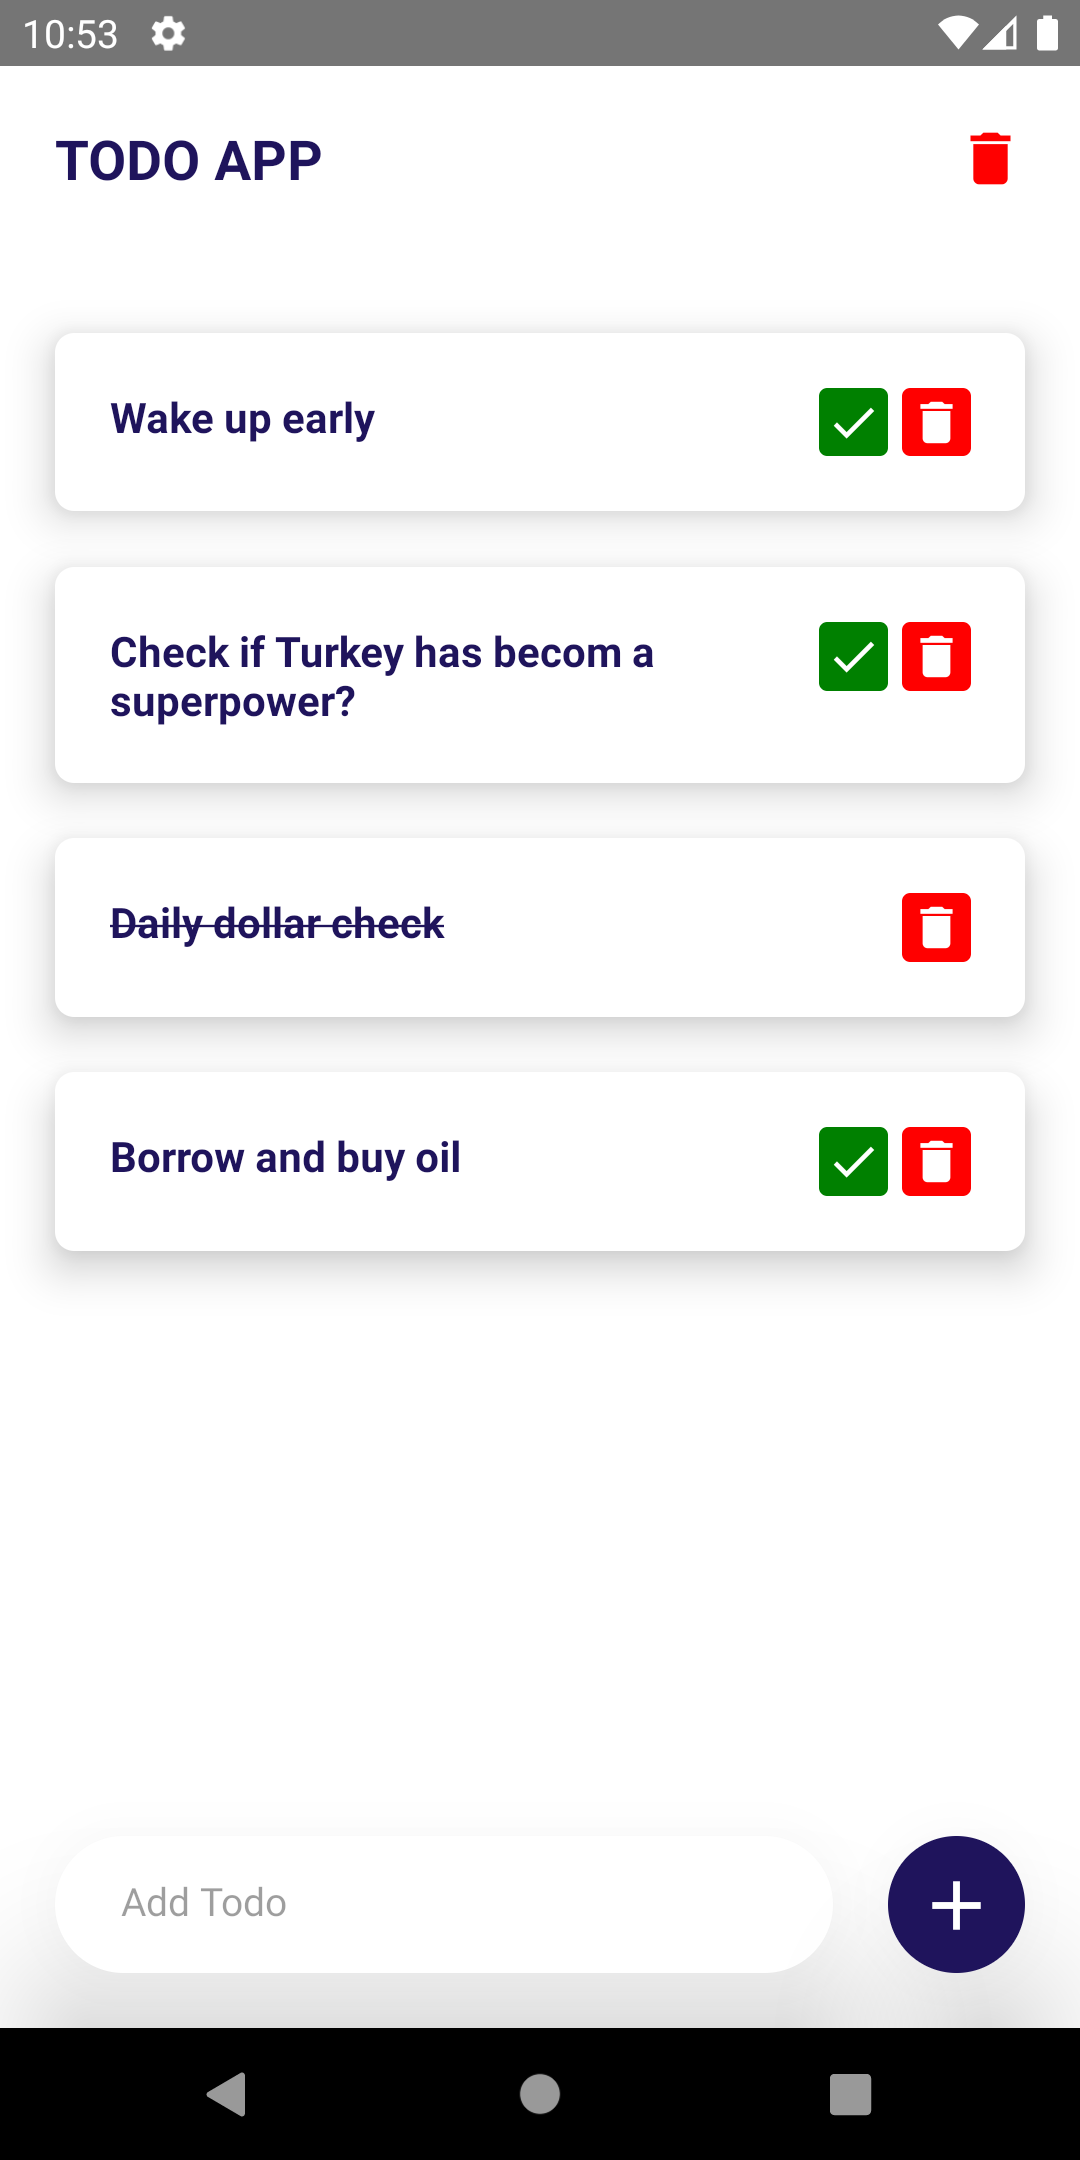 10:53
TODO APP
Wake up early
Check if Turkey has becom a
superpower?
Daily dollar check
Borrow and buy oil
Add Todo